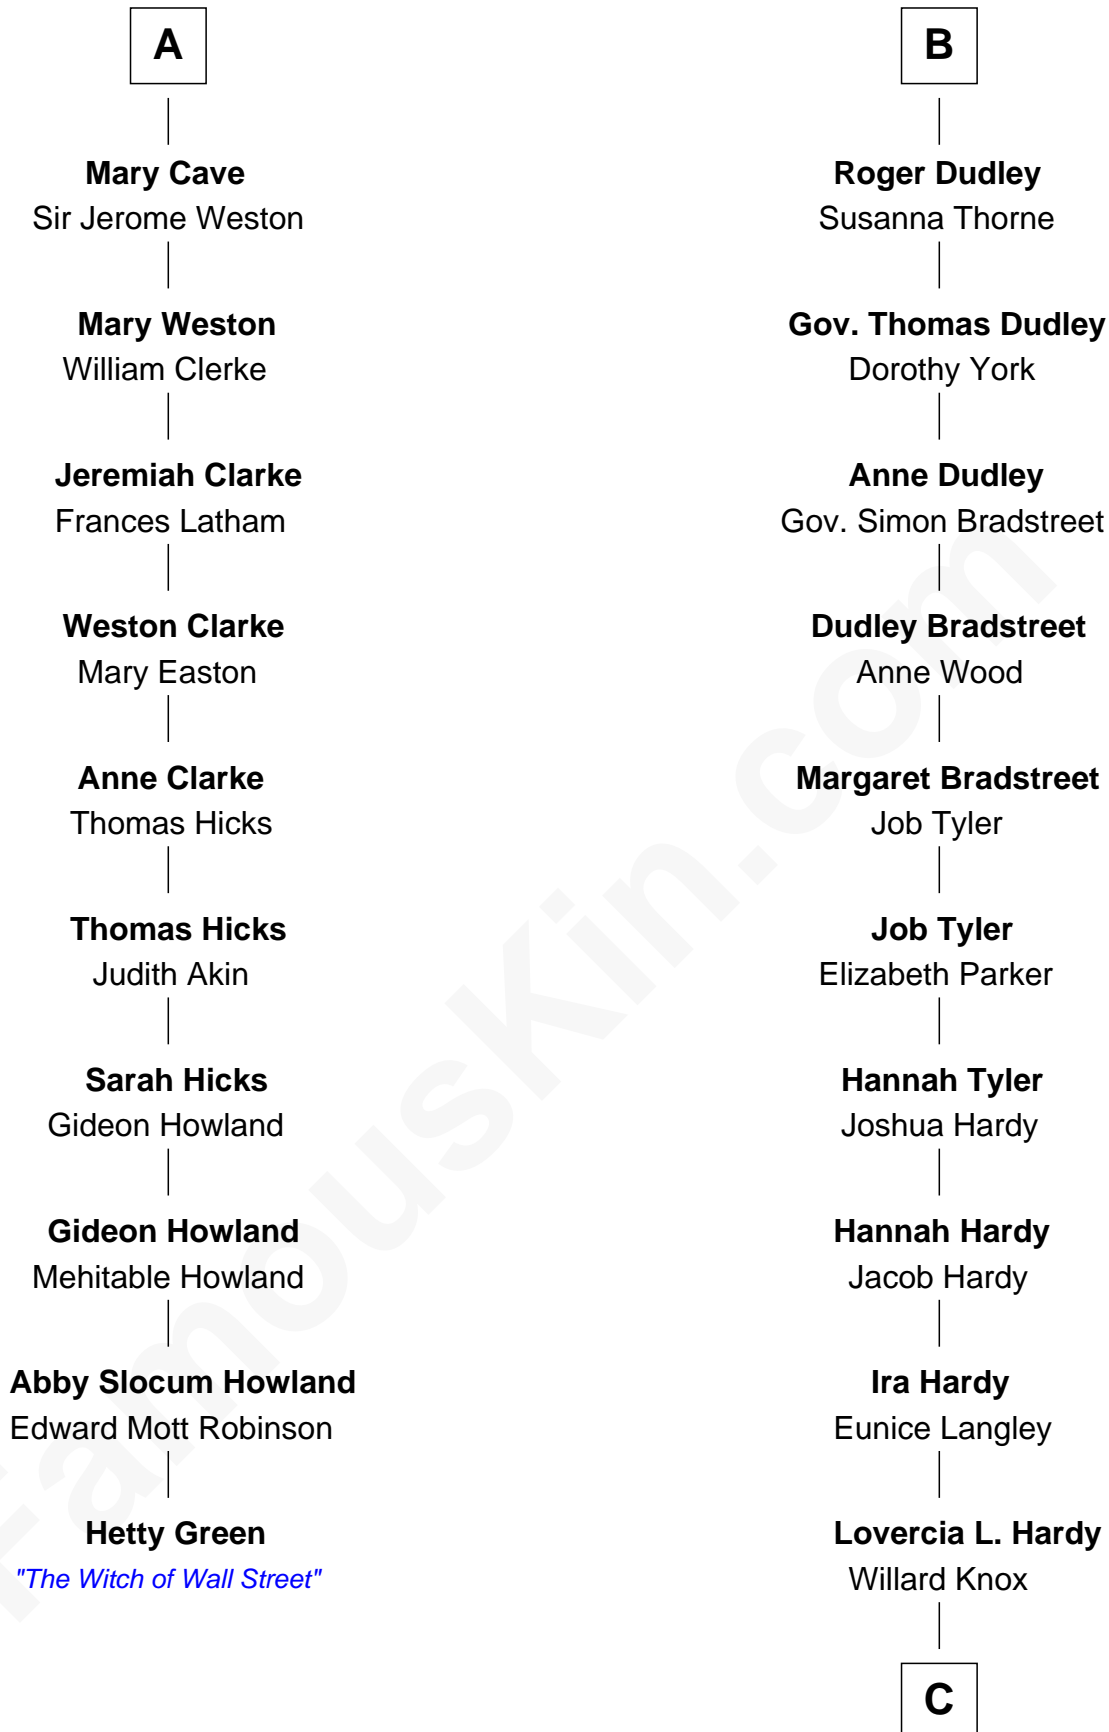 A
Mary Cave
Sir Jerome Weston
Mary Weston
William Clerke
Jeremiah Clarke
Frances Latham
Weston Clarke
Mary Easton
Anne Clarke
Thomas Hicks
Thomas Hicks
Judith Akin
Sarah Hicks
Gideon Howland
Gideon Howland
Mehitable Howland
Abby Slocum Howland
Edward Mott Robinson
Hetty Green
"The Witch of Wall Street"
B
Roger Dudley
Susanna Thorne
Gov. Thomas Dudley
Dorothy York
Anne Dudley
Gov. Simon Bradstreet
Dudley Bradstreet
Anne Wood
Margaret Bradstreet
Job Tyler
Job Tyler
Elizabeth Parker
Hannah Tyler
Joshua Hardy
Hannah Hardy
Jacob Hardy
Ira Hardy
Eunice Langley
Lovercia L. Hardy
Willard Knox
C
FamousKin.com